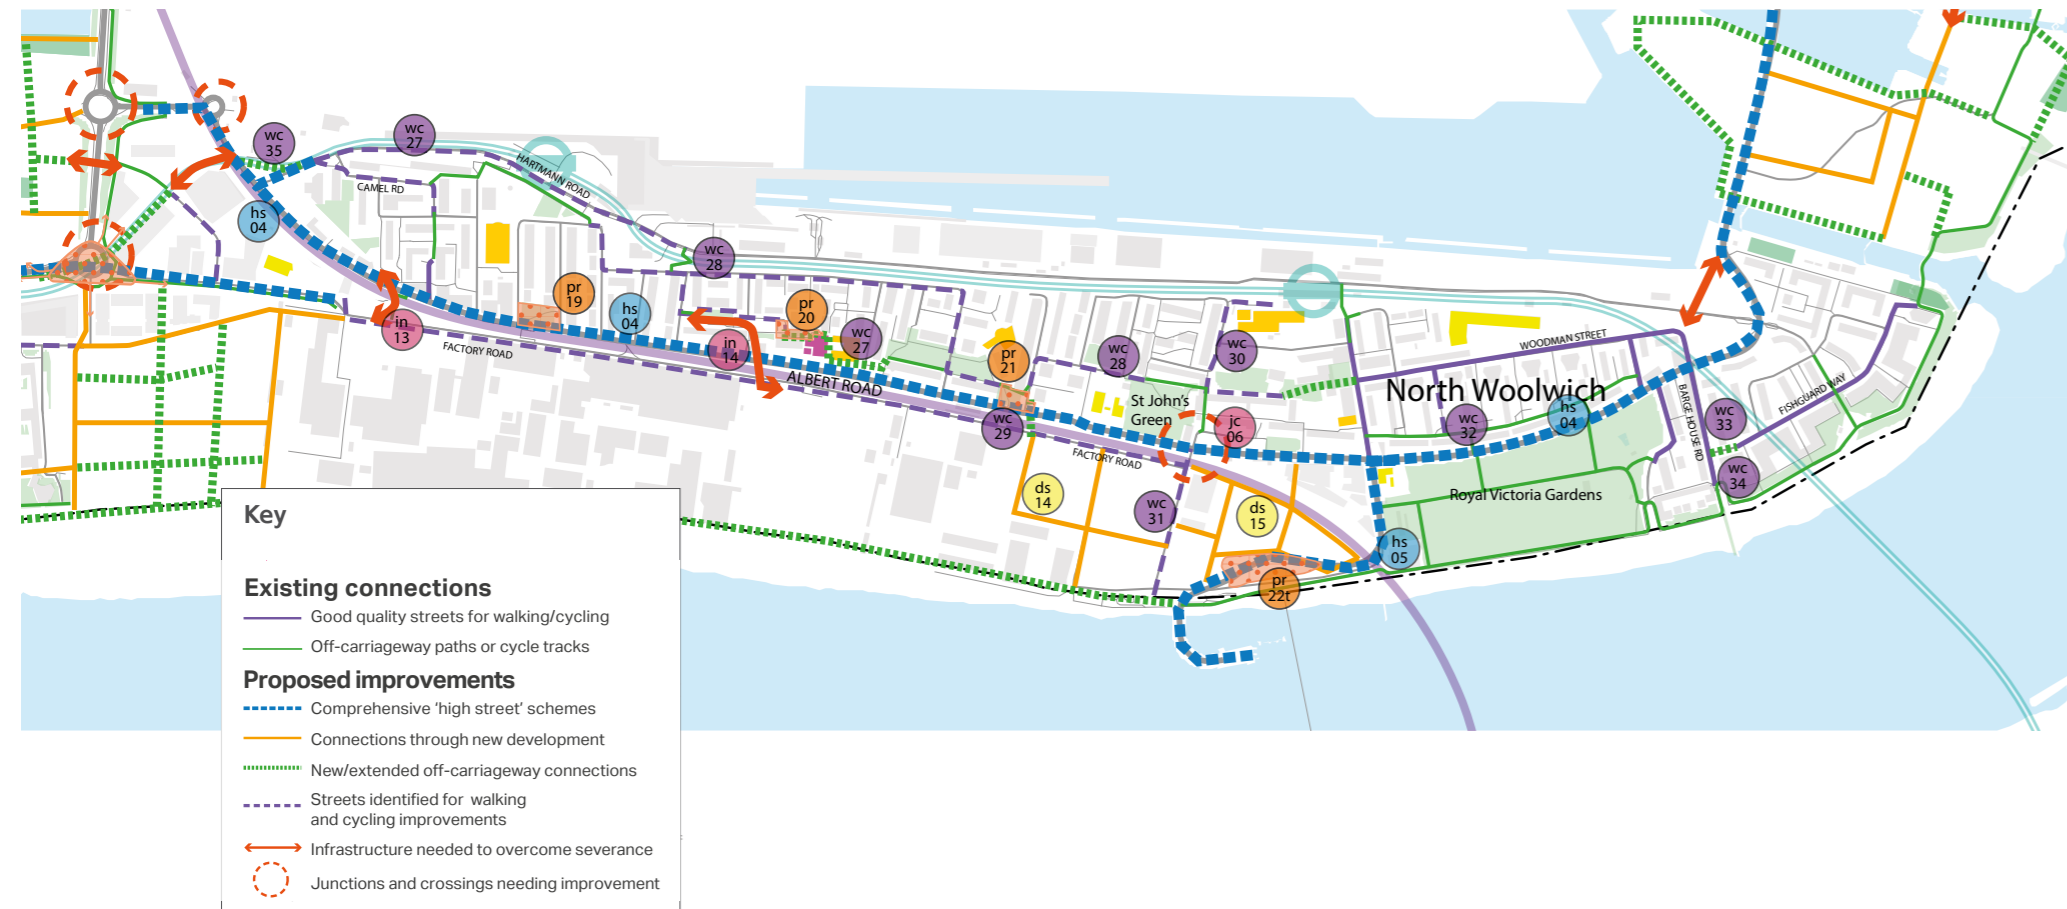 wc
35
wc
27
HARTMANN ROAD
CAMEL RD
hs
04
wc
28
pr
19
hs
04
pr
20
in
13
FACTORY ROAD
in
14
wc
27
ALBERT ROAD
pr
21
wc
28
wc
30
WOODMAN STREET
North Woolwich
St John's
Green
wc
29
jc
06
wc
32
hs
04
BARGE HOUSE RD
wc
33
FISHGUARD WAY
FACTORY ROAD
wc
34
ds
14
wc
31
ds
15
Royal Victoria Gardens
hs
05
pr
22t
Key
Existing connections
Good quality streets for walking/cycling
Off-carriageway paths or cycle tracks
Proposed improvements
Comprehensive ‘high street’ schemes
Connections through new development
New/extended off-carriageway connections
Streets identified for walking
and cycling improvements
Infrastructure needed to overcome severance
Junctions and crossings needing improvement